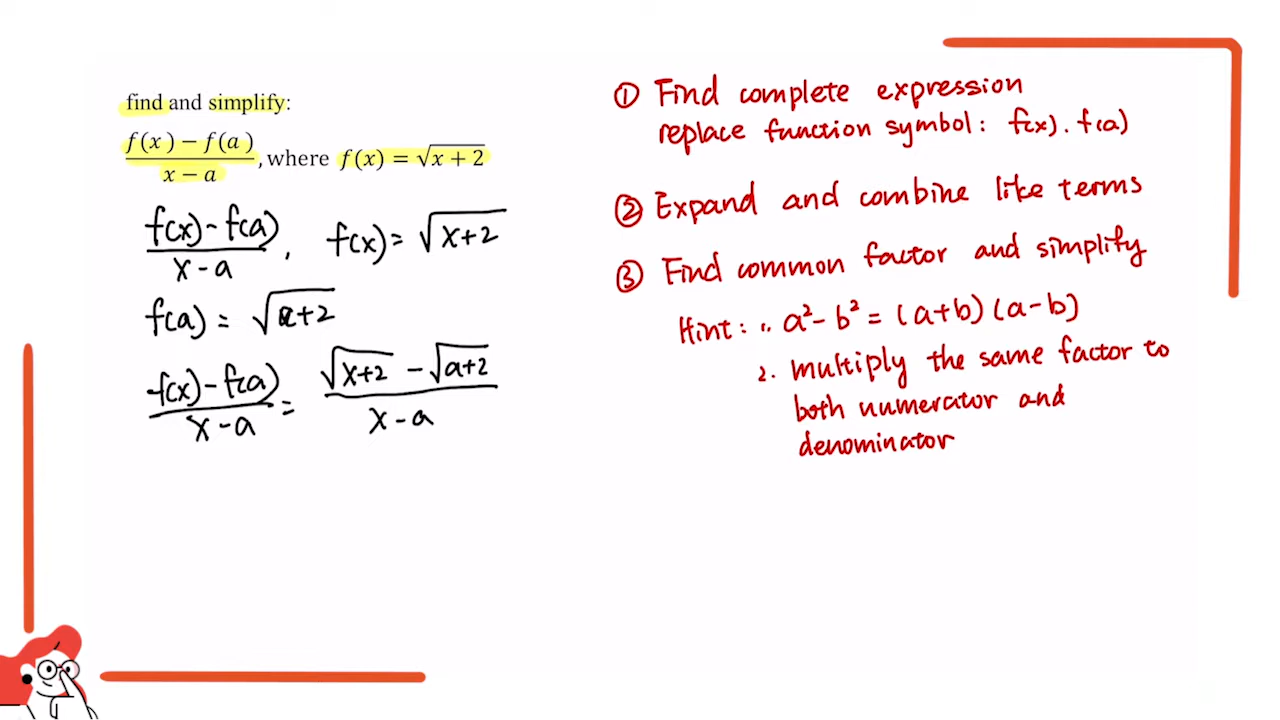 find and simplify:
f(x) − f(a)
x − a
, where f(x) = √x + 2
f(x) − f(a)
x − a
, f(x) = √x+2
f(a) = √a+2
f(x) − f(a)
x − a
= √x+2 − √a+2
x − a
① Find complete expression
replace function symbol: f(x). f(a)
② Expand and combine like terms
③ Find common factor and simplify
Hint: 1. a² − b² = (a+b) (a−b)
2. multiply the same factor to
both numerator and
denominator